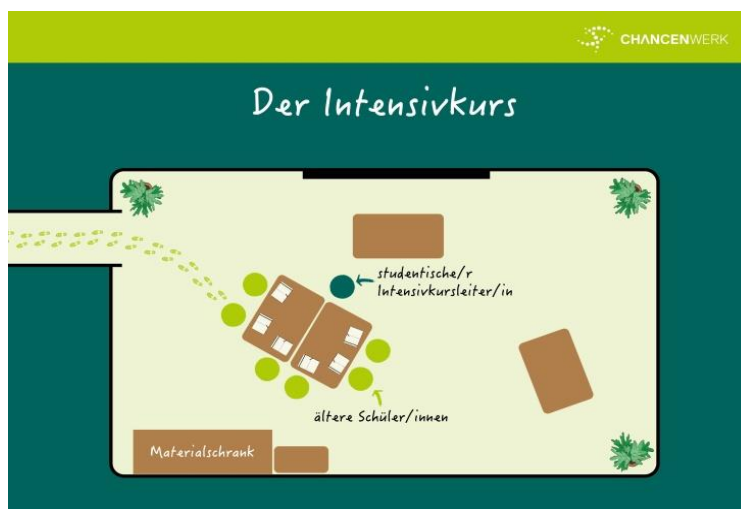 CHANCENWERK
Der Intensivkurs
studentische/r
Intensivkursleiter/in
ältere Schüler/innen
Materialschrank